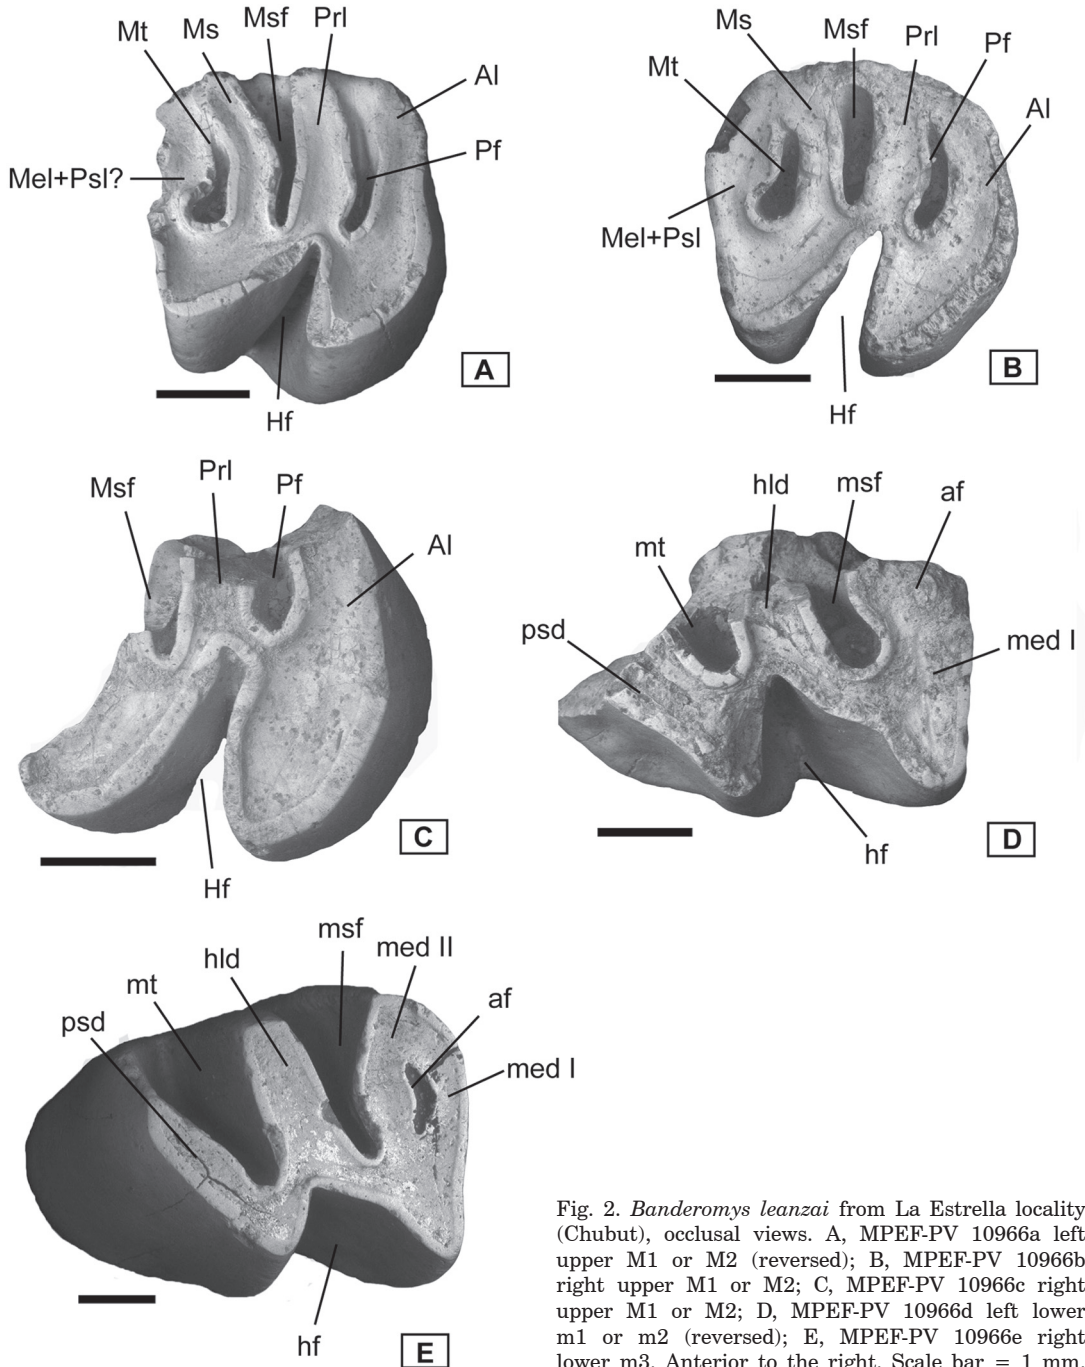 Mt Ms Msf Prl
Al
Pf
Mel+Psl?
A
Hf
Ms Msf Prl Pf
Mt
Al
Mel+Psl
B
Hf
Msf Prl Pf
Al
C
Hf
hld msf af
mt
psd
med I
D
hf
msf
med II
hld
af
mt
psd
med I
hf
E
Fig. 2. Banderomys leanzai from La Estrella locality
(Chubut), occlusal views. A, MPEF-PV 10966a left
upper M1 or M2 (reversed); B, MPEF-PV 10966b
right upper M1 or M2; C, MPEF-PV 10966c right
upper M1 or M2; D, MPEF-PV 10966d left lower
m1 or m2 (reversed); E, MPEF-PV 10966e right
lower m3. Anterior to the right. Scale bar = 1 mm.